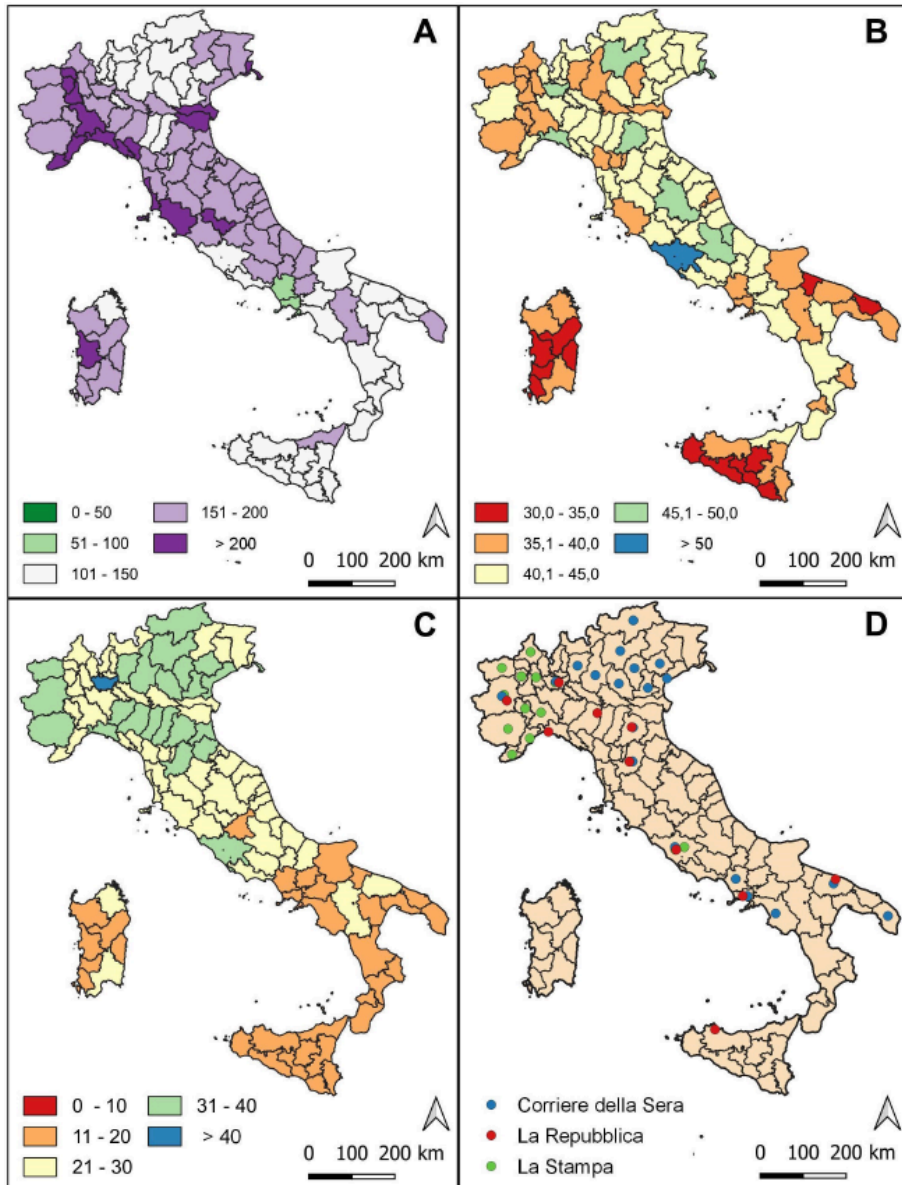 A
0 - 50
51 - 100
101 - 150
151 - 200
> 200
0 100 200 km
B
30,0 - 35,0
35,1 - 40,0
40,1 - 45,0
45,1 - 50,0
> 50
0 100 200 km
C
0 - 10
11 - 20
21 - 30
31 - 40
> 40
0 100 200 km
D
Corriere della Sera
La Repubblica
La Stampa
0 100 200 km